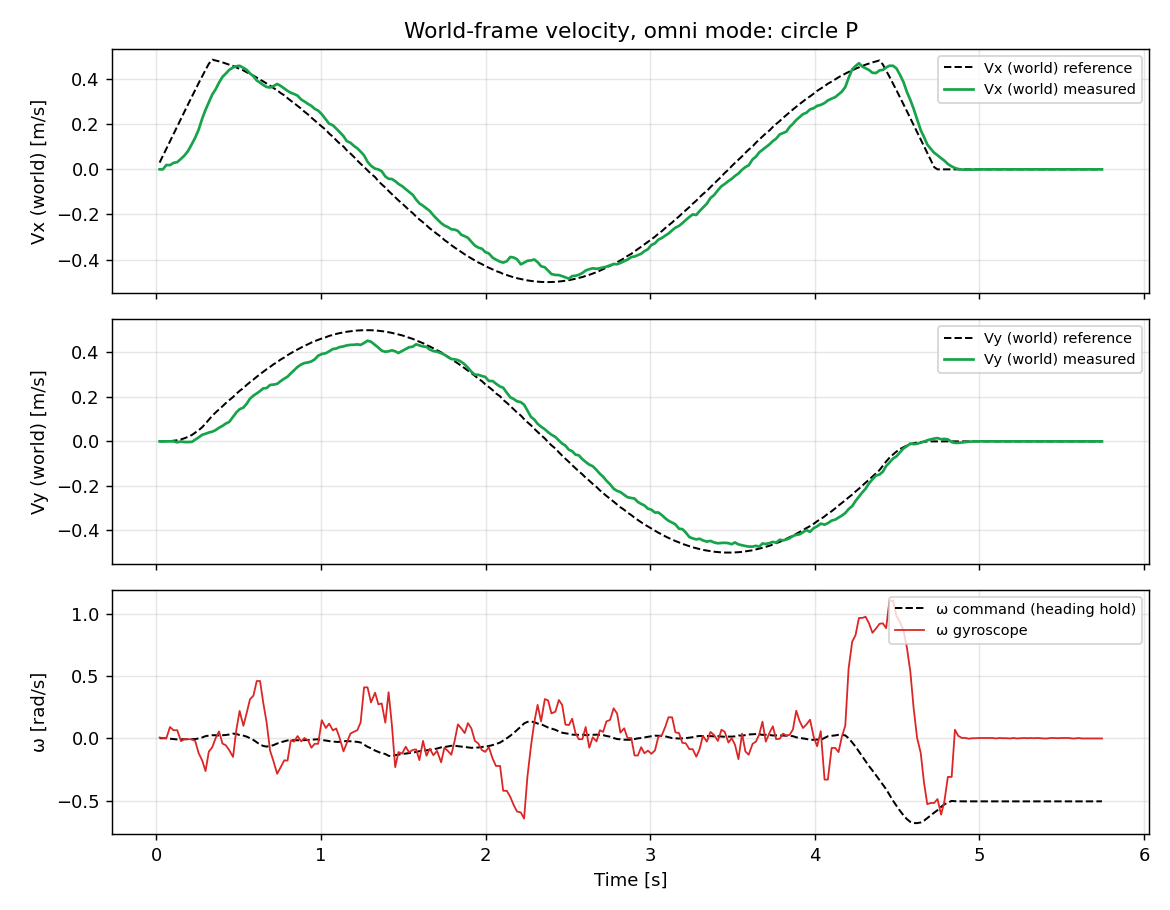 World-frame velocity, omni mode: circle P
Vx (world) [m/s]
0.4
0.2
0.0
−0.2
−0.4
Vx (world) reference
Vx (world) measured
Vy (world) [m/s]
0.4
0.2
0.0
−0.2
−0.4
Vy (world) reference
Vy (world) measured
ω [rad/s]
1.0
0.5
0.0
−0.5
ω command (heading hold)
ω gyroscope
0 1 2 3 4 5 6
Time [s]